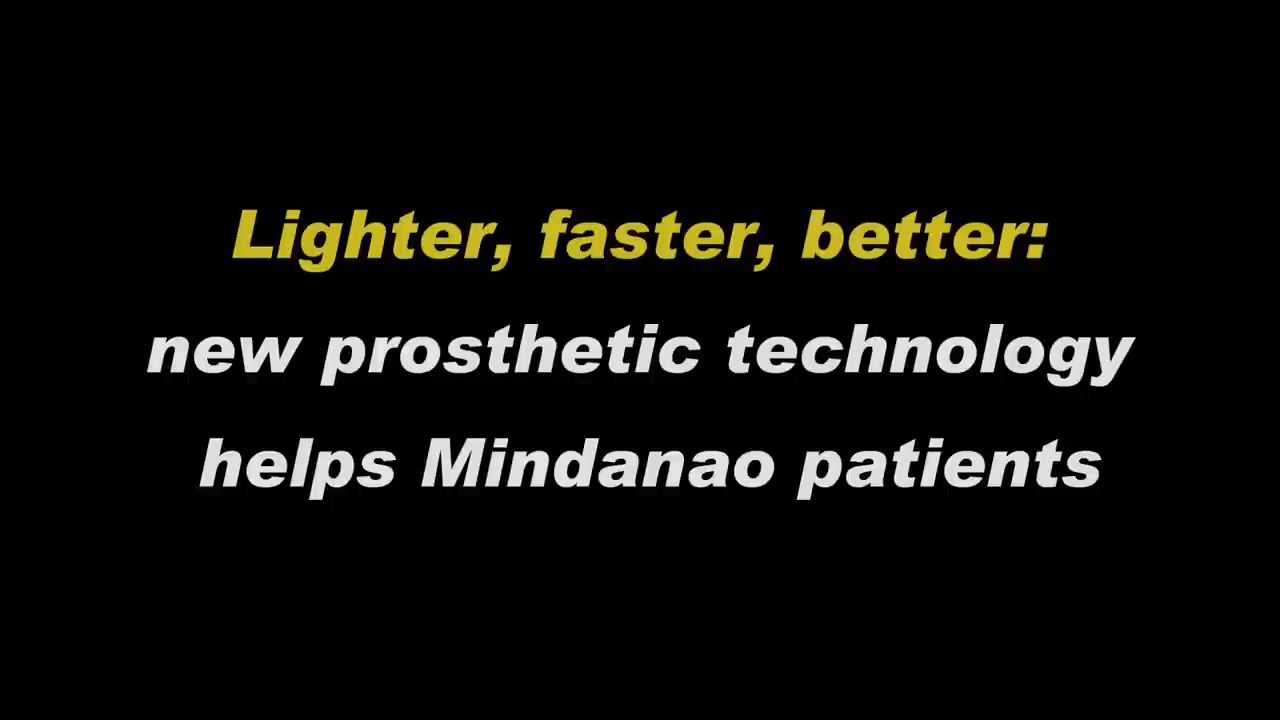 Lighter, faster, better:
new prosthetic technology
helps Mindanao patients